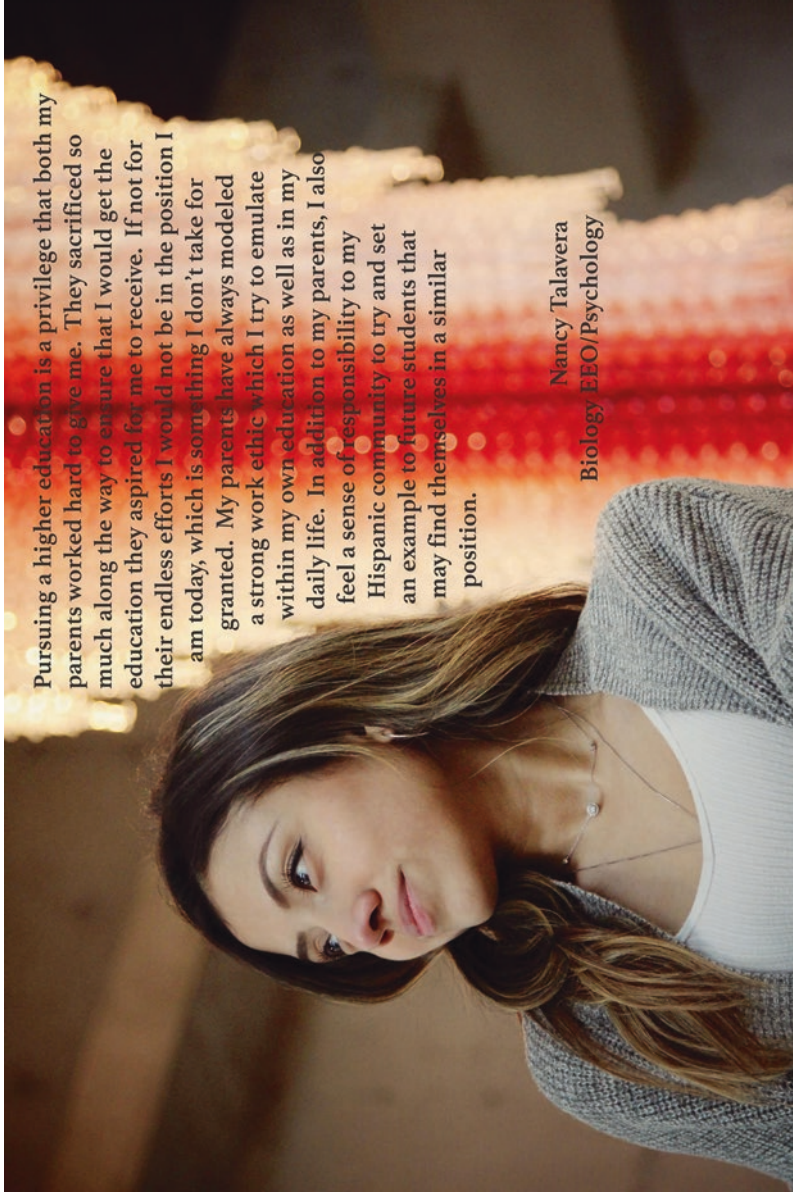 Pursuing a higher education is a privilege that both my
parents worked hard to give me. They sacrificed so
much along the way to ensure that I would get the
education they aspired for me to receive. If not for
their endless efforts I would not be in the position I
am today, which is something I don't take for
granted. My parents have always modeled
a strong work ethic which I try to emulate
within my own education as well as in my
daily life. In addition to my parents, I also
feel a sense of responsibility to my
Hispanic community to try and set
an example to future students that
may find themselves in a similar
position.
Nancy Talavera
Biology EEO/Psychology